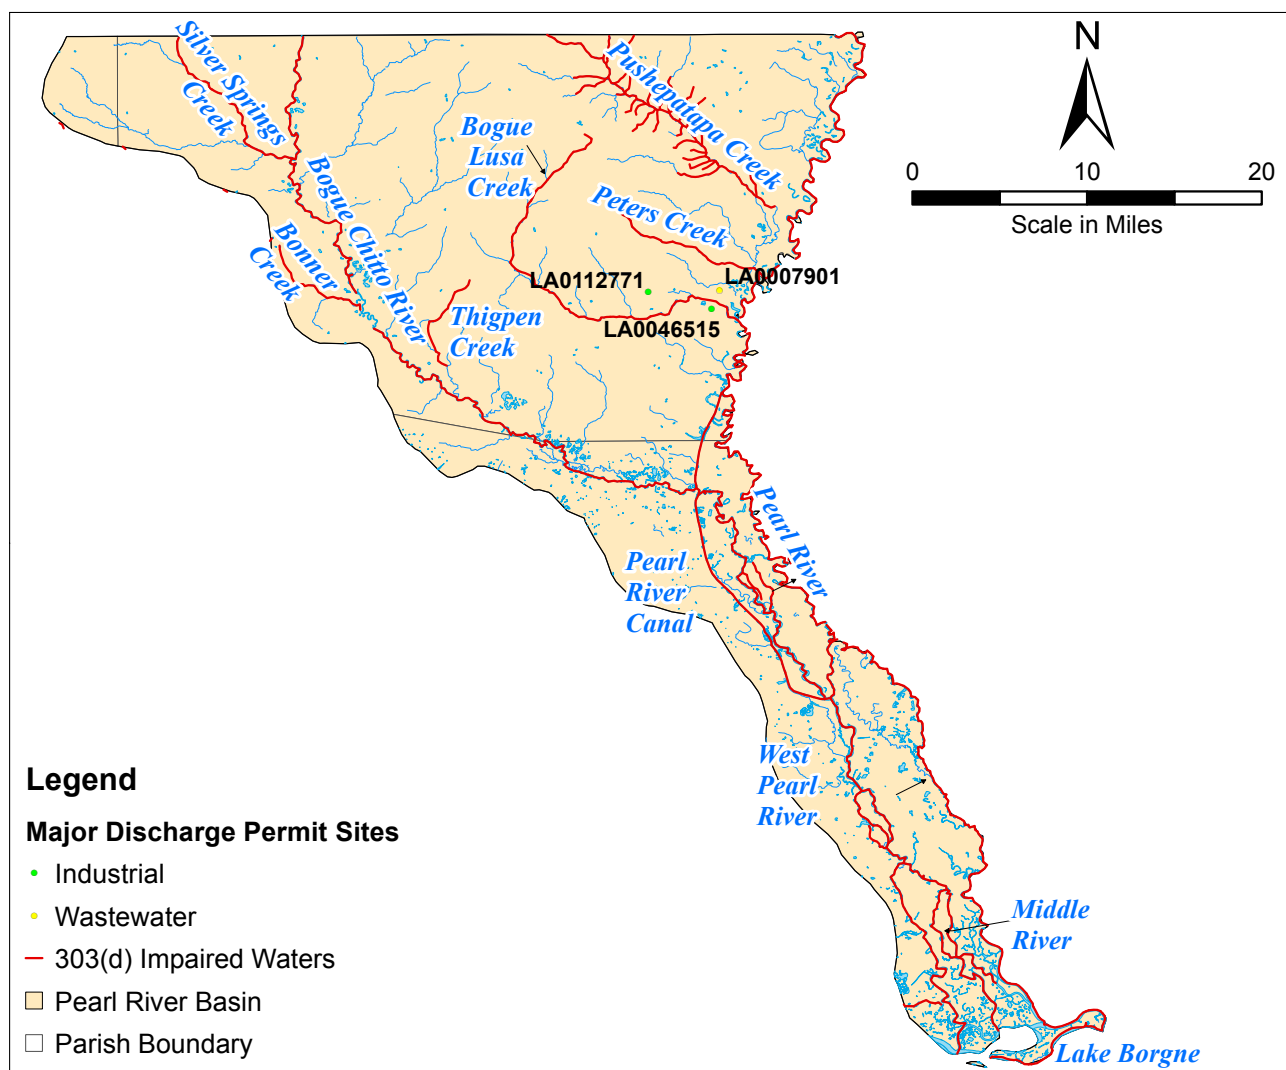 Silver Springs
Creek
Pushepatapa Creek
N
Bogue
Lusa
Creek
0 10 20
Scale in Miles
Peters Creek
Bogue Chitto River
Bonner
Creek
LA0112771
LA0007901
LA0046515
Thigpen
Creek
Pearl River
Pearl
River
Canal
West
Pearl
River
Middle
River
Lake Borgne
Legend
Major Discharge Permit Sites
Industrial
Wastewater
303(d) Impaired Waters
Pearl River Basin
Parish Boundary